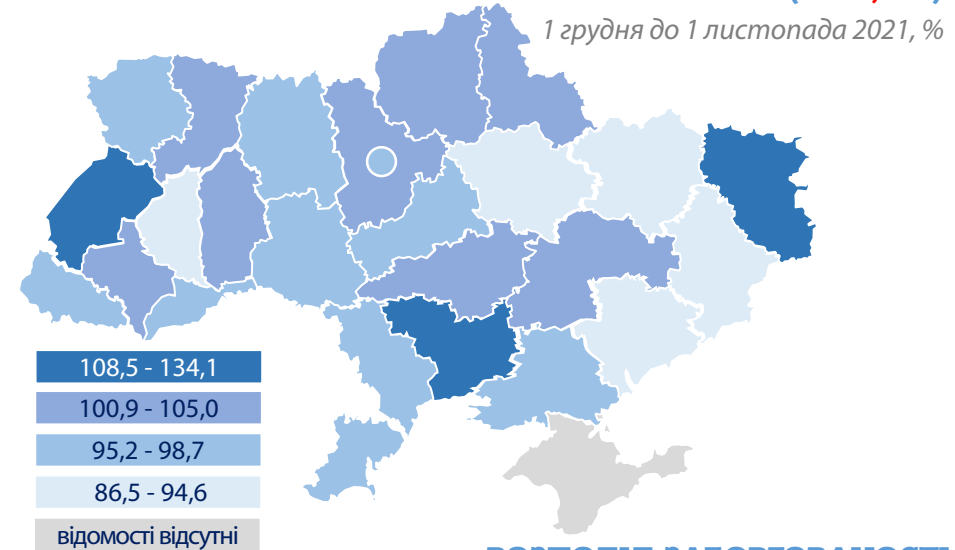 1 грудня до 1 листопада 2021, %
108,5 - 134,1
100,9 - 105,0
95,2 - 98,7
86,5 - 94,6
відомості відсутні